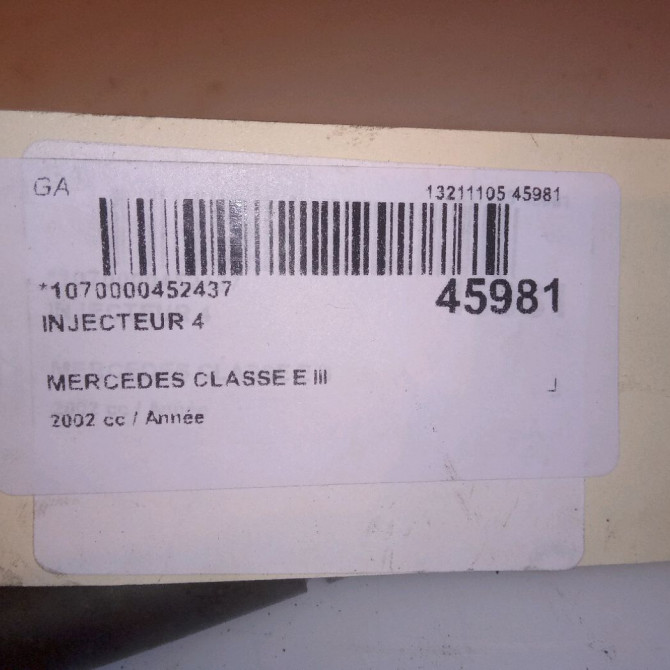 GA
13211105 45981
*1070000452437
45981
INJECTEUR 4
MERCEDES CLASSE E III
2002 cc / Année